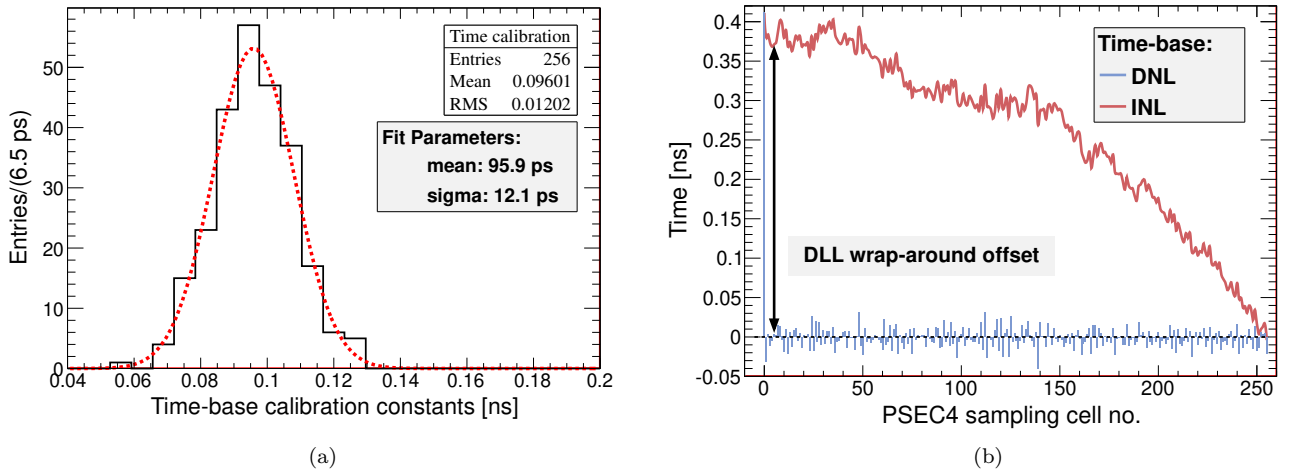 Entries/(6.5 ps)
50
40
30
20
10
0
Time calibration
Entries 256
Mean 0.09601
RMS 0.01202
Fit Parameters:
mean: 95.9 ps
sigma: 12.1 ps
0.04 0.06 0.08 0.1 0.12 0.14 0.16 0.18 0.2
Time-base calibration constants [ns]
(a)
Time [ns]
0.4
0.35
0.3
0.25
0.2
0.15
0.1
0.05
0
-0.05
Time-base:
DNL
INL
DLL wrap-around offset
0 50 100 150 200 250
PSEC4 sampling cell no.
(b)